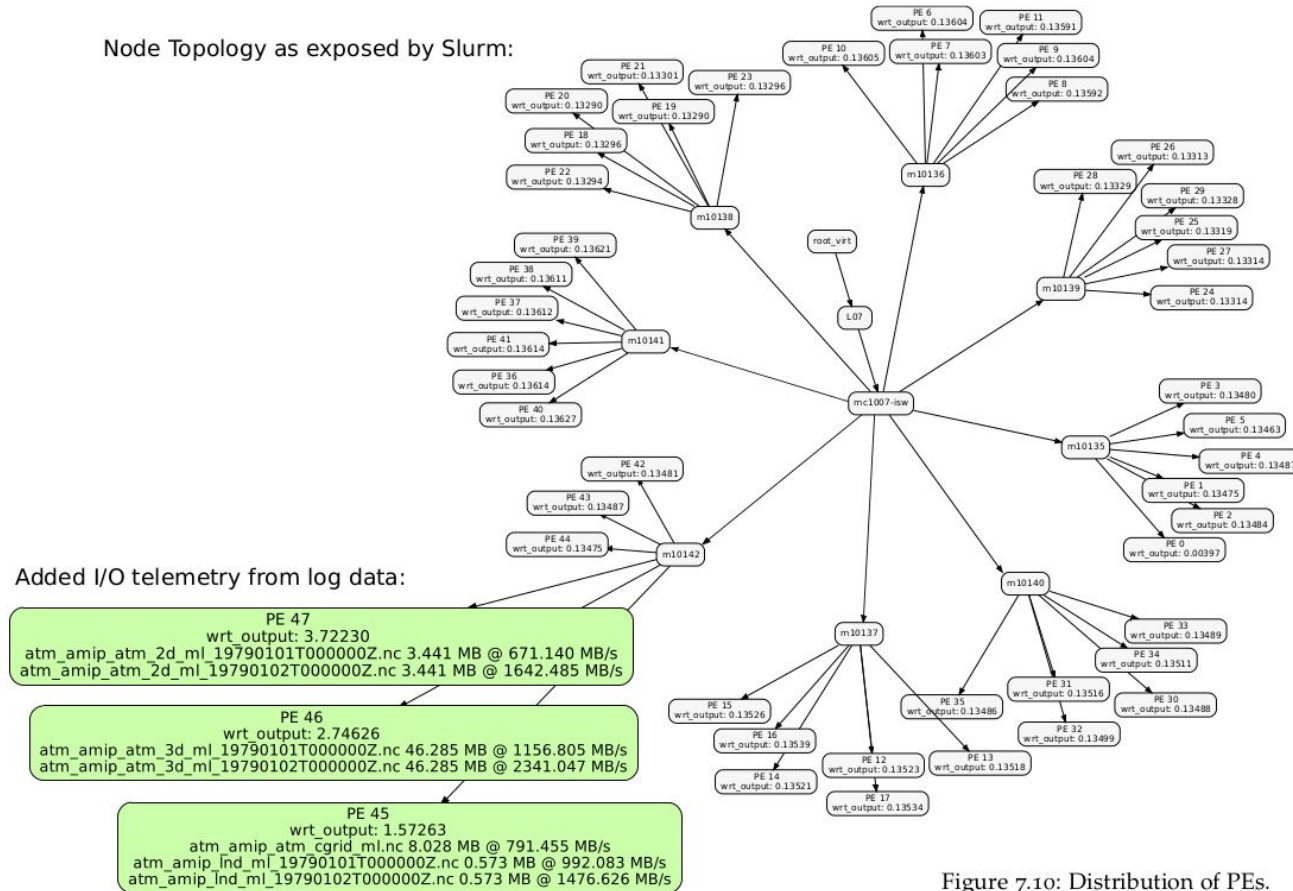 Node Topology as exposed by Slurm:
PE 6
wrt_output: 0.13604
PE 11
wrt_output: 0.13591
PE 10
wrt_output: 0.13605
PE 7
wrt_output: 0.13603
PE 9
wrt_output: 0.13604
PE 8
wrt_output: 0.13592
m10136
PE 21
wrt_output: 0.13301
PE 23
wrt_output: 0.13296
PE 20
wrt_output: 0.13290
PE 19
wrt_output: 0.13290
PE 18
wrt_output: 0.13296
PE 22
wrt_output: 0.13294
m10138
PE 26
wrt_output: 0.13313
PE 28
wrt_output: 0.13329
PE 29
wrt_output: 0.13328
PE 25
wrt_output: 0.13319
PE 27
wrt_output: 0.13314
PE 24
wrt_output: 0.13314
m10139
root_virt
L07
mc1007-isw
PE 39
wrt_output: 0.13621
PE 38
wrt_output: 0.13611
PE 37
wrt_output: 0.13612
PE 41
wrt_output: 0.13614
PE 36
wrt_output: 0.13614
PE 40
wrt_output: 0.13627
m10141
PE 3
wrt_output: 0.13480
PE 5
wrt_output: 0.13463
PE 4
wrt_output: 0.13487
PE 1
wrt_output: 0.13475
PE 2
wrt_output: 0.13484
PE 0
wrt_output: 0.00397
m10135
PE 42
wrt_output: 0.13481
PE 43
wrt_output: 0.13487
PE 44
wrt_output: 0.13475
m10142
Added I/O telemetry from log data:
PE 47
wrt_output: 3.72230
atm_amip_atm_2d_ml_19790101T000000Z.nc 3.441 MB @ 671.140 MB/s
atm_amip_atm_2d_ml_19790102T000000Z.nc 3.441 MB @ 1642.485 MB/s
PE 46
wrt_output: 2.74626
atm_amip_atm_3d_ml_19790101T000000Z.nc 46.285 MB @ 1156.805 MB/s
atm_amip_atm_3d_ml_19790102T000000Z.nc 46.285 MB @ 2341.047 MB/s
PE 45
wrt_output: 1.57263
atm_amip_atm_cgrid_ml.nc 8.028 MB @ 791.455 MB/s
atm_amip_lnd_ml_19790101T000000Z.nc 0.573 MB @ 992.083 MB/s
atm_amip_lnd_ml_19790102T000000Z.nc 0.573 MB @ 1476.626 MB/s
m10137
PE 15
wrt_output: 0.13526
PE 16
wrt_output: 0.13539
PE 14
wrt_output: 0.13521
PE 12
wrt_output: 0.13523
PE 17
wrt_output: 0.13534
PE 13
wrt_output: 0.13518
m10140
PE 33
wrt_output: 0.13489
PE 34
wrt_output: 0.13511
PE 31
wrt_output: 0.13516
PE 30
wrt_output: 0.13488
PE 35
wrt_output: 0.13486
PE 32
wrt_output: 0.13499
Figure 7.10: Distribution of PEs.